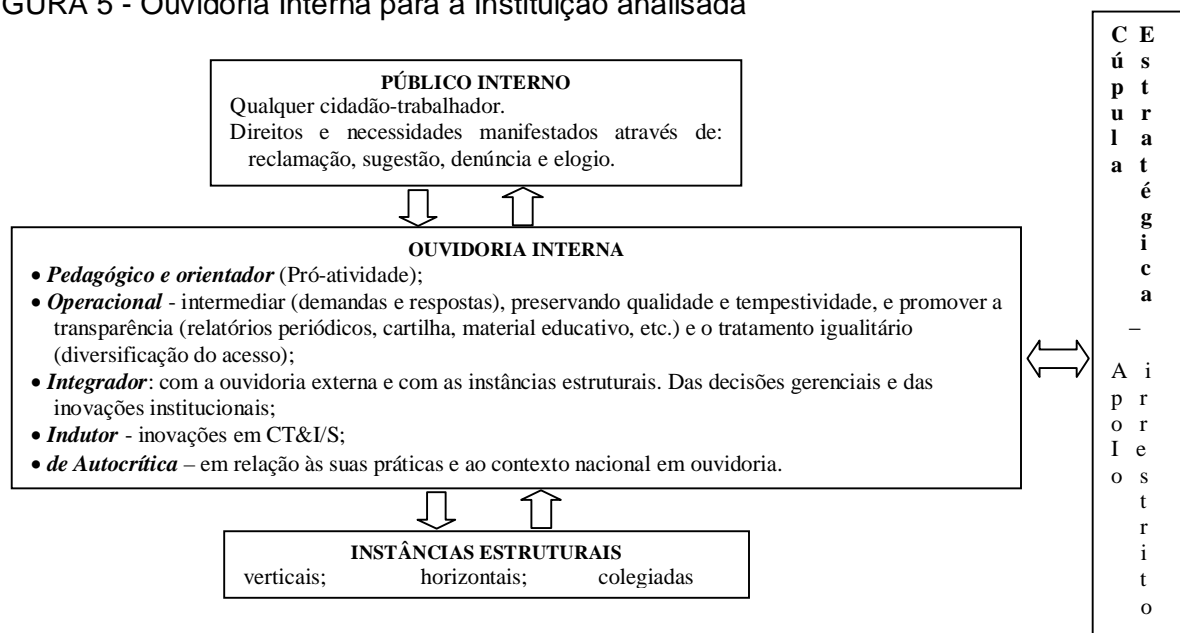 GURA 5 - Ouvidoria Interna para a Instituição analisada
PÚBLICO INTERNO
Qualquer cidadão-trabalhador.
Direitos e necessidades manifestados através de:
reclamação, sugestão, denúncia e elogio.
OUVIDORIA INTERNA
• Pedagógico e orientador (Pró-atividade);
• Operacional - intermediar (demandas e respostas), preservando qualidade e tempestividade, e promover a
transparência (relatórios periódicos, cartilha, material educativo, etc.) e o tratamento igualitário
(diversificação do acesso);
• Integrador: com a ouvidoria externa e com as instâncias estruturais. Das decisões gerenciais e das
inovações institucionais;
• Indutor - inovações em CT&I/S;
• de Autocrítica – em relação às suas práticas e ao contexto nacional em ouvidoria.
INSTÂNCIAS ESTRUTURAIS
verticais; horizontais; colegiadas
Cúpula
Estratégica
–
ApoIo
irrestrito